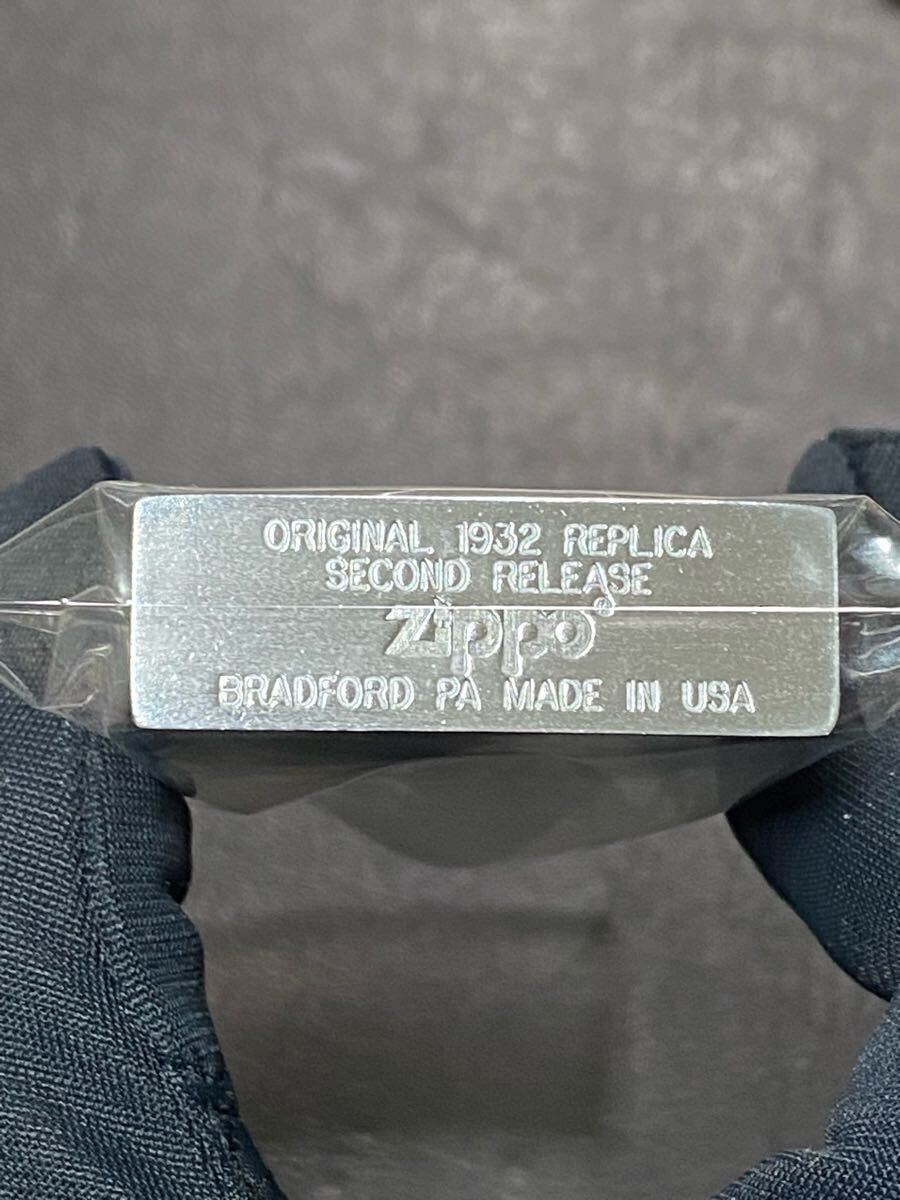 ORIGINAL 1932 REPLICA
SECOND RELEASE
Zippo®
BRADFORD PA MADE IN USA